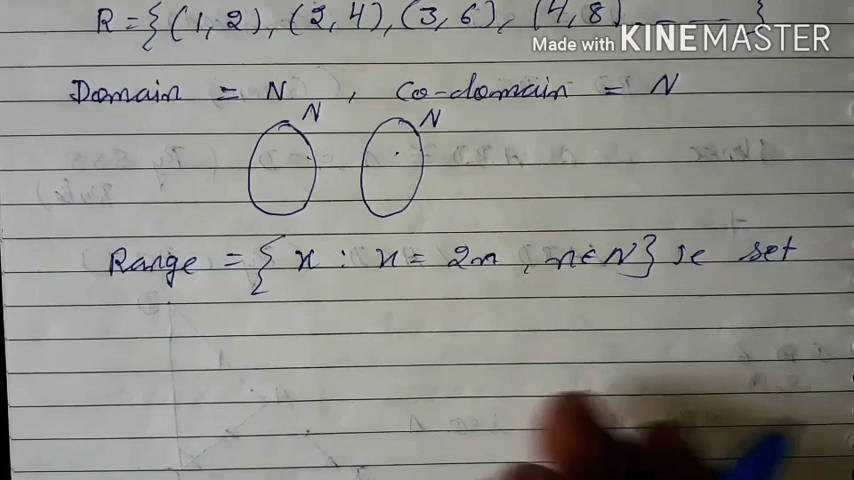 R = {(1, 2), (2, 4), (3, 6), (4, 8) - - - - }
Made with KINEMASTER
Domain = N , Co-domain = N
N N
Range = { x : x = 2n , n ∈ N } se set